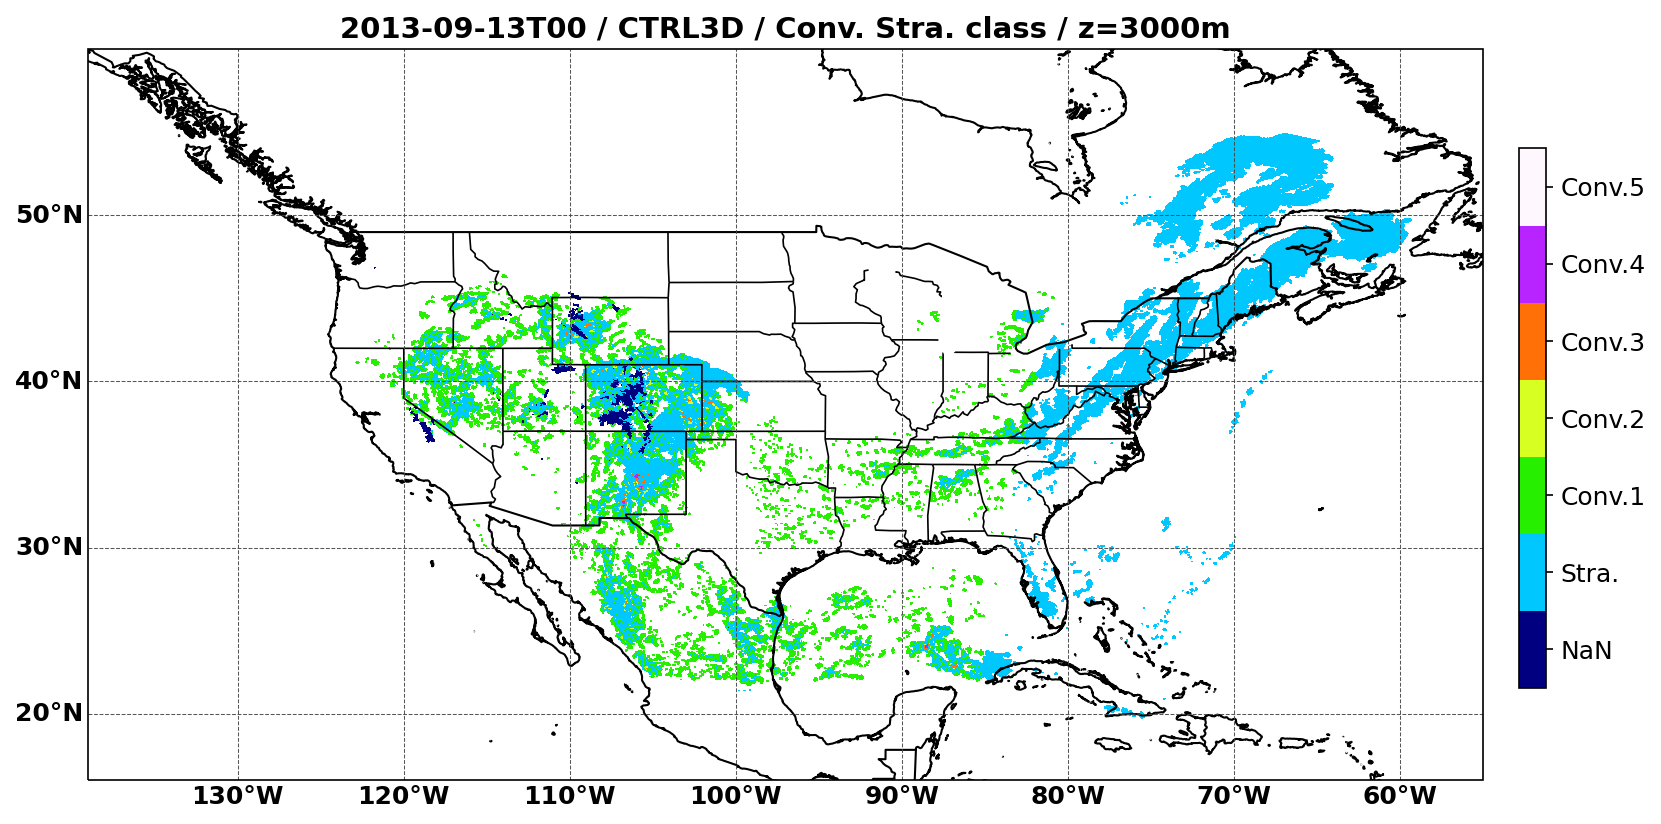 2013-09-13T00 / CTRL3D / Conv. Stra. class / z=3000m
50°N
40°N
30°N
20°N
130°W 120°W 110°W 100°W 90°W 80°W 70°W 60°W
Conv.5
Conv.4
Conv.3
Conv.2
Conv.1
Stra.
NaN